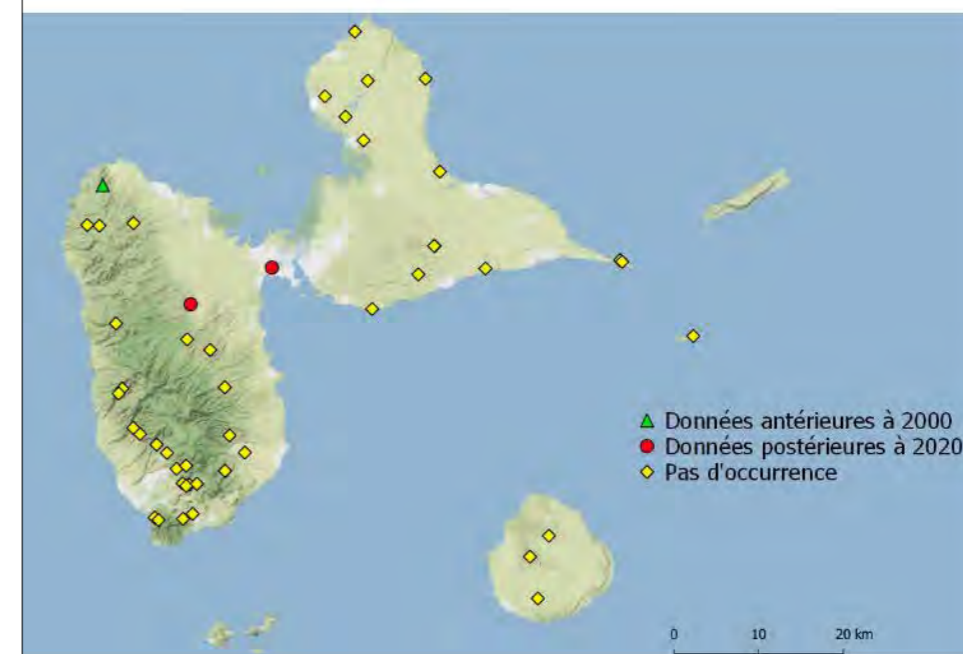 Données antérieures à 2000
Données postérieures à 2020
Pas d'occurrence
0 10 20 km